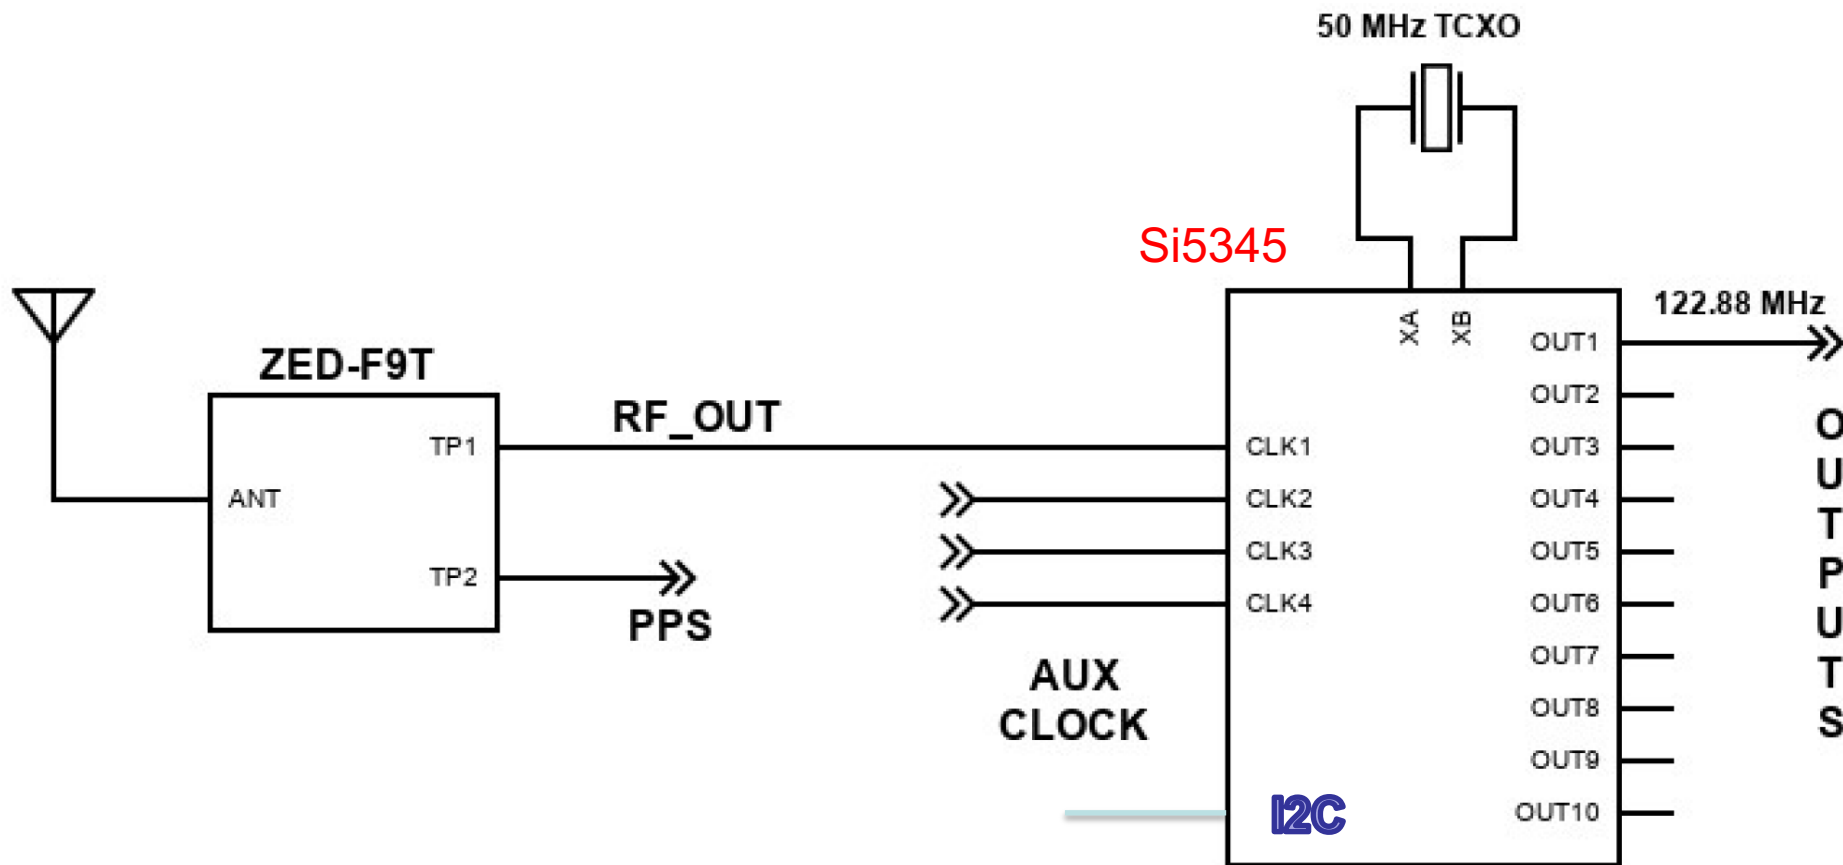 50 MHz TCXO
Si5345
XA
XB
122.88 MHz
ZED-F9T
ANT
TP1
TP2
RF_OUT
PPS
CLK1
CLK2
CLK3
CLK4
AUX
CLOCK
I2C
OUT1
OUT2
OUT3
OUT4
OUT5
OUT6
OUT7
OUT8
OUT9
OUT10
OUTPUTS